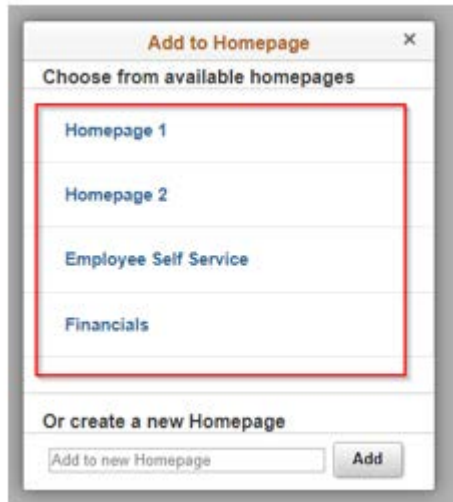 Add to Homepage ×
Choose from available homepages
Homepage 1
Homepage 2
Employee Self Service
Financials
Or create a new Homepage
Add to new Homepage Add